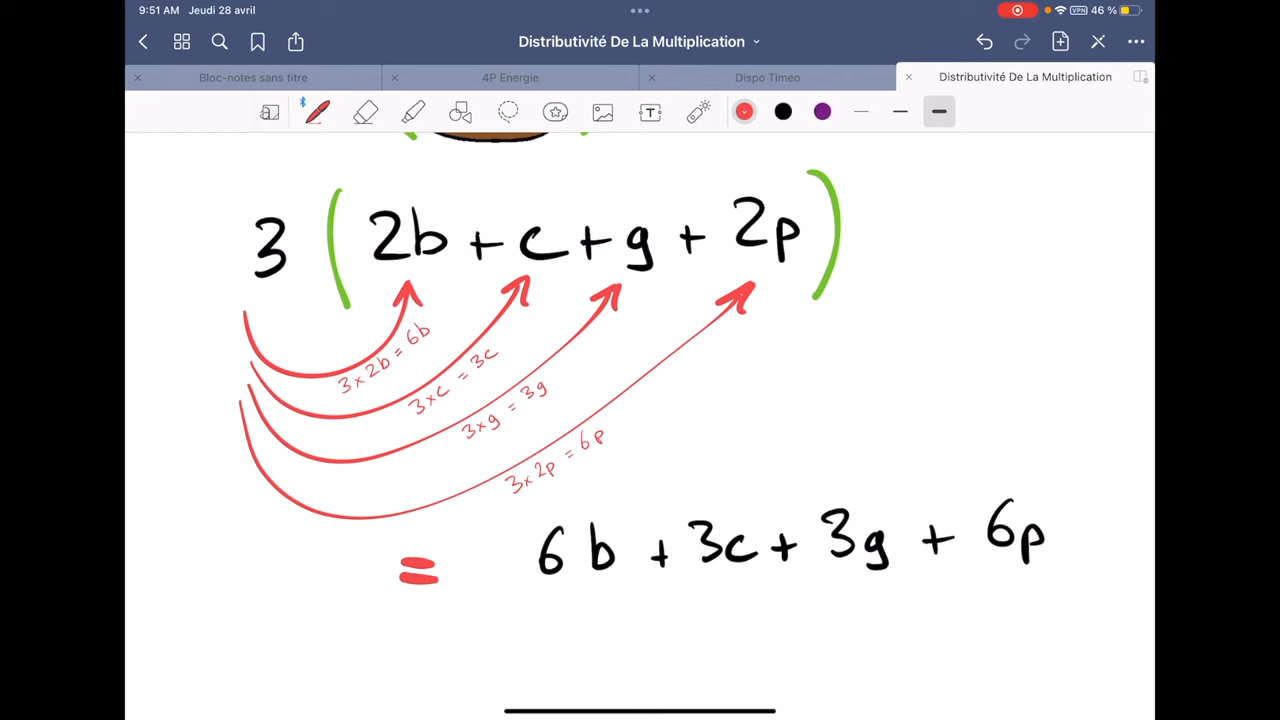 9:51 AM Jeudi 28 avril
VPN 46 %
Distributivité De La Multiplication
Bloc-notes sans titre
4P Energie
Dispo Timeo
Distributivité De La Multiplication
T
3 ( 2b + c + g + 2p )
3 x 2b = 6b
3 x c = 3c
3 x g = 3g
3 x 2p = 6p
= 6b + 3c + 3g + 6p